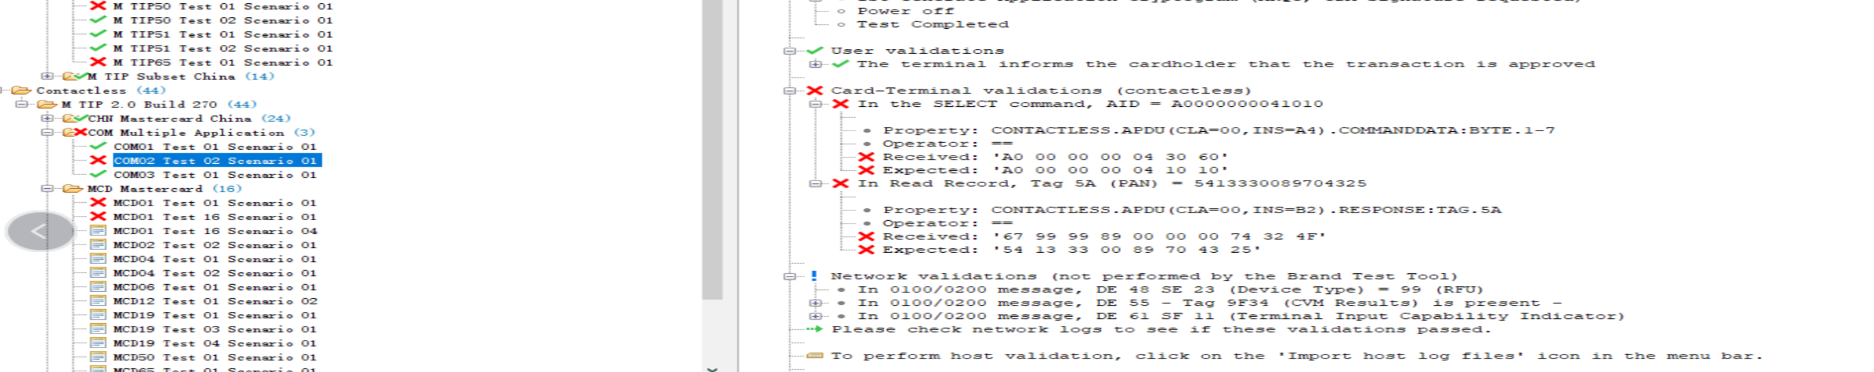 M TIP50 Test 01 Scenario 01
M TIP50 Test 02 Scenario 01
M TIP51 Test 01 Scenario 01
M TIP51 Test 02 Scenario 01
M TIP65 Test 01 Scenario 01
M TIP Subset China (14)
Contactless (44)
M TIP 2.0 Build 270 (44)
CHN Mastercard China (24)
COM Multiple Application (3)
COM01 Test 01 Scenario 01
COM02 Test 02 Scenario 01
COM03 Test 01 Scenario 01
MCD Mastercard (16)
MCD01 Test 01 Scenario 01
MCD01 Test 16 Scenario 01
MCD01 Test 16 Scenario 04
MCD02 Test 02 Scenario 01
MCD04 Test 01 Scenario 01
MCD04 Test 02 Scenario 01
MCD06 Test 01 Scenario 01
MCD12 Test 01 Scenario 02
MCD19 Test 01 Scenario 01
MCD19 Test 03 Scenario 01
MCD19 Test 04 Scenario 01
MCD50 Test 01 Scenario 01
MCD65 Test 01 Scenario 01
Power off
Test Completed
User validations
The terminal informs the cardholder that the transaction is approved
Card-Terminal validations (contactless)
In the SELECT command, AID = A0000000041010
Property: CONTACTLESS.APDU(CLA=00,INS=A4).COMMANDDATA:BYTE.1-7
Operator: ==
Received: 'A0 00 00 00 04 30 60'
Expected: 'A0 00 00 00 04 10 10'
In Read Record, Tag 5A (PAN) = 5413330089704325
Property: CONTACTLESS.APDU(CLA=00,INS=B2).RESPONSE:TAG.5A
Operator: ==
Received: '67 99 99 89 00 00 00 74 32 4F'
Expected: '54 13 33 00 89 70 43 25'
Network validations (not performed by the Brand Test Tool)
In 0100/0200 message, DE 48 SE 23 (Device Type) = 99 (RFU)
In 0100/0200 message, DE 55 - Tag 9F34 (CVM Results) is present -
In 0100/0200 message, DE 61 SF 11 (Terminal Input Capability Indicator)
Please check network logs to see if these validations passed.
To perform host validation, click on the 'Import host log files' icon in the menu bar.